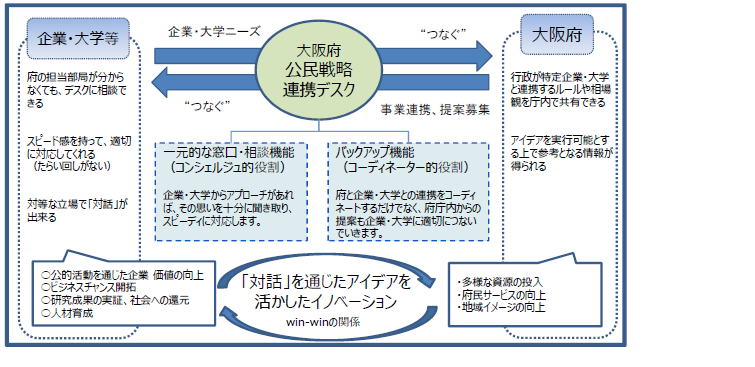 企業・大学等
府の担当部局が分から
なくても、デスクに相談で
きる
スピード感を持って、適切
に対応してくれる
（たらい回しがない）
対等な立場で「対話」が
出来る
企業・大学ニーズ
“つなぐ”
大阪府
公民戦略
連携デスク
“つなぐ”
事業連携、提案募集
一元的な窓口・相談機能
（コンシェルジュ的役割）
企業・大学からアプローチがあれ
ば、その思いを十分に聞き取り、
スピーディに対応します。
バックアップ機能
（コーディネーター的役割）
府と企業・大学との連携をコーディ
ネートするだけでなく、府庁内からの
提案も企業・大学に適切につない
でいきます。
大阪府
行政が特定企業・大学
と連携するルールや相場
観を庁内で共有できる
アイデアを実行可能とす
る上で参考となる情報が
得られる
○公的活動を通じた企業 価値の向上
○ビジネスチャンス開拓
○研究成果の実証、社会への還元
○人材育成
「対話」を通じたアイデアを
活かしたイノベーション
win-winの関係
・多様な資源の投入
・府民サービスの向上
・地域イメージの向上